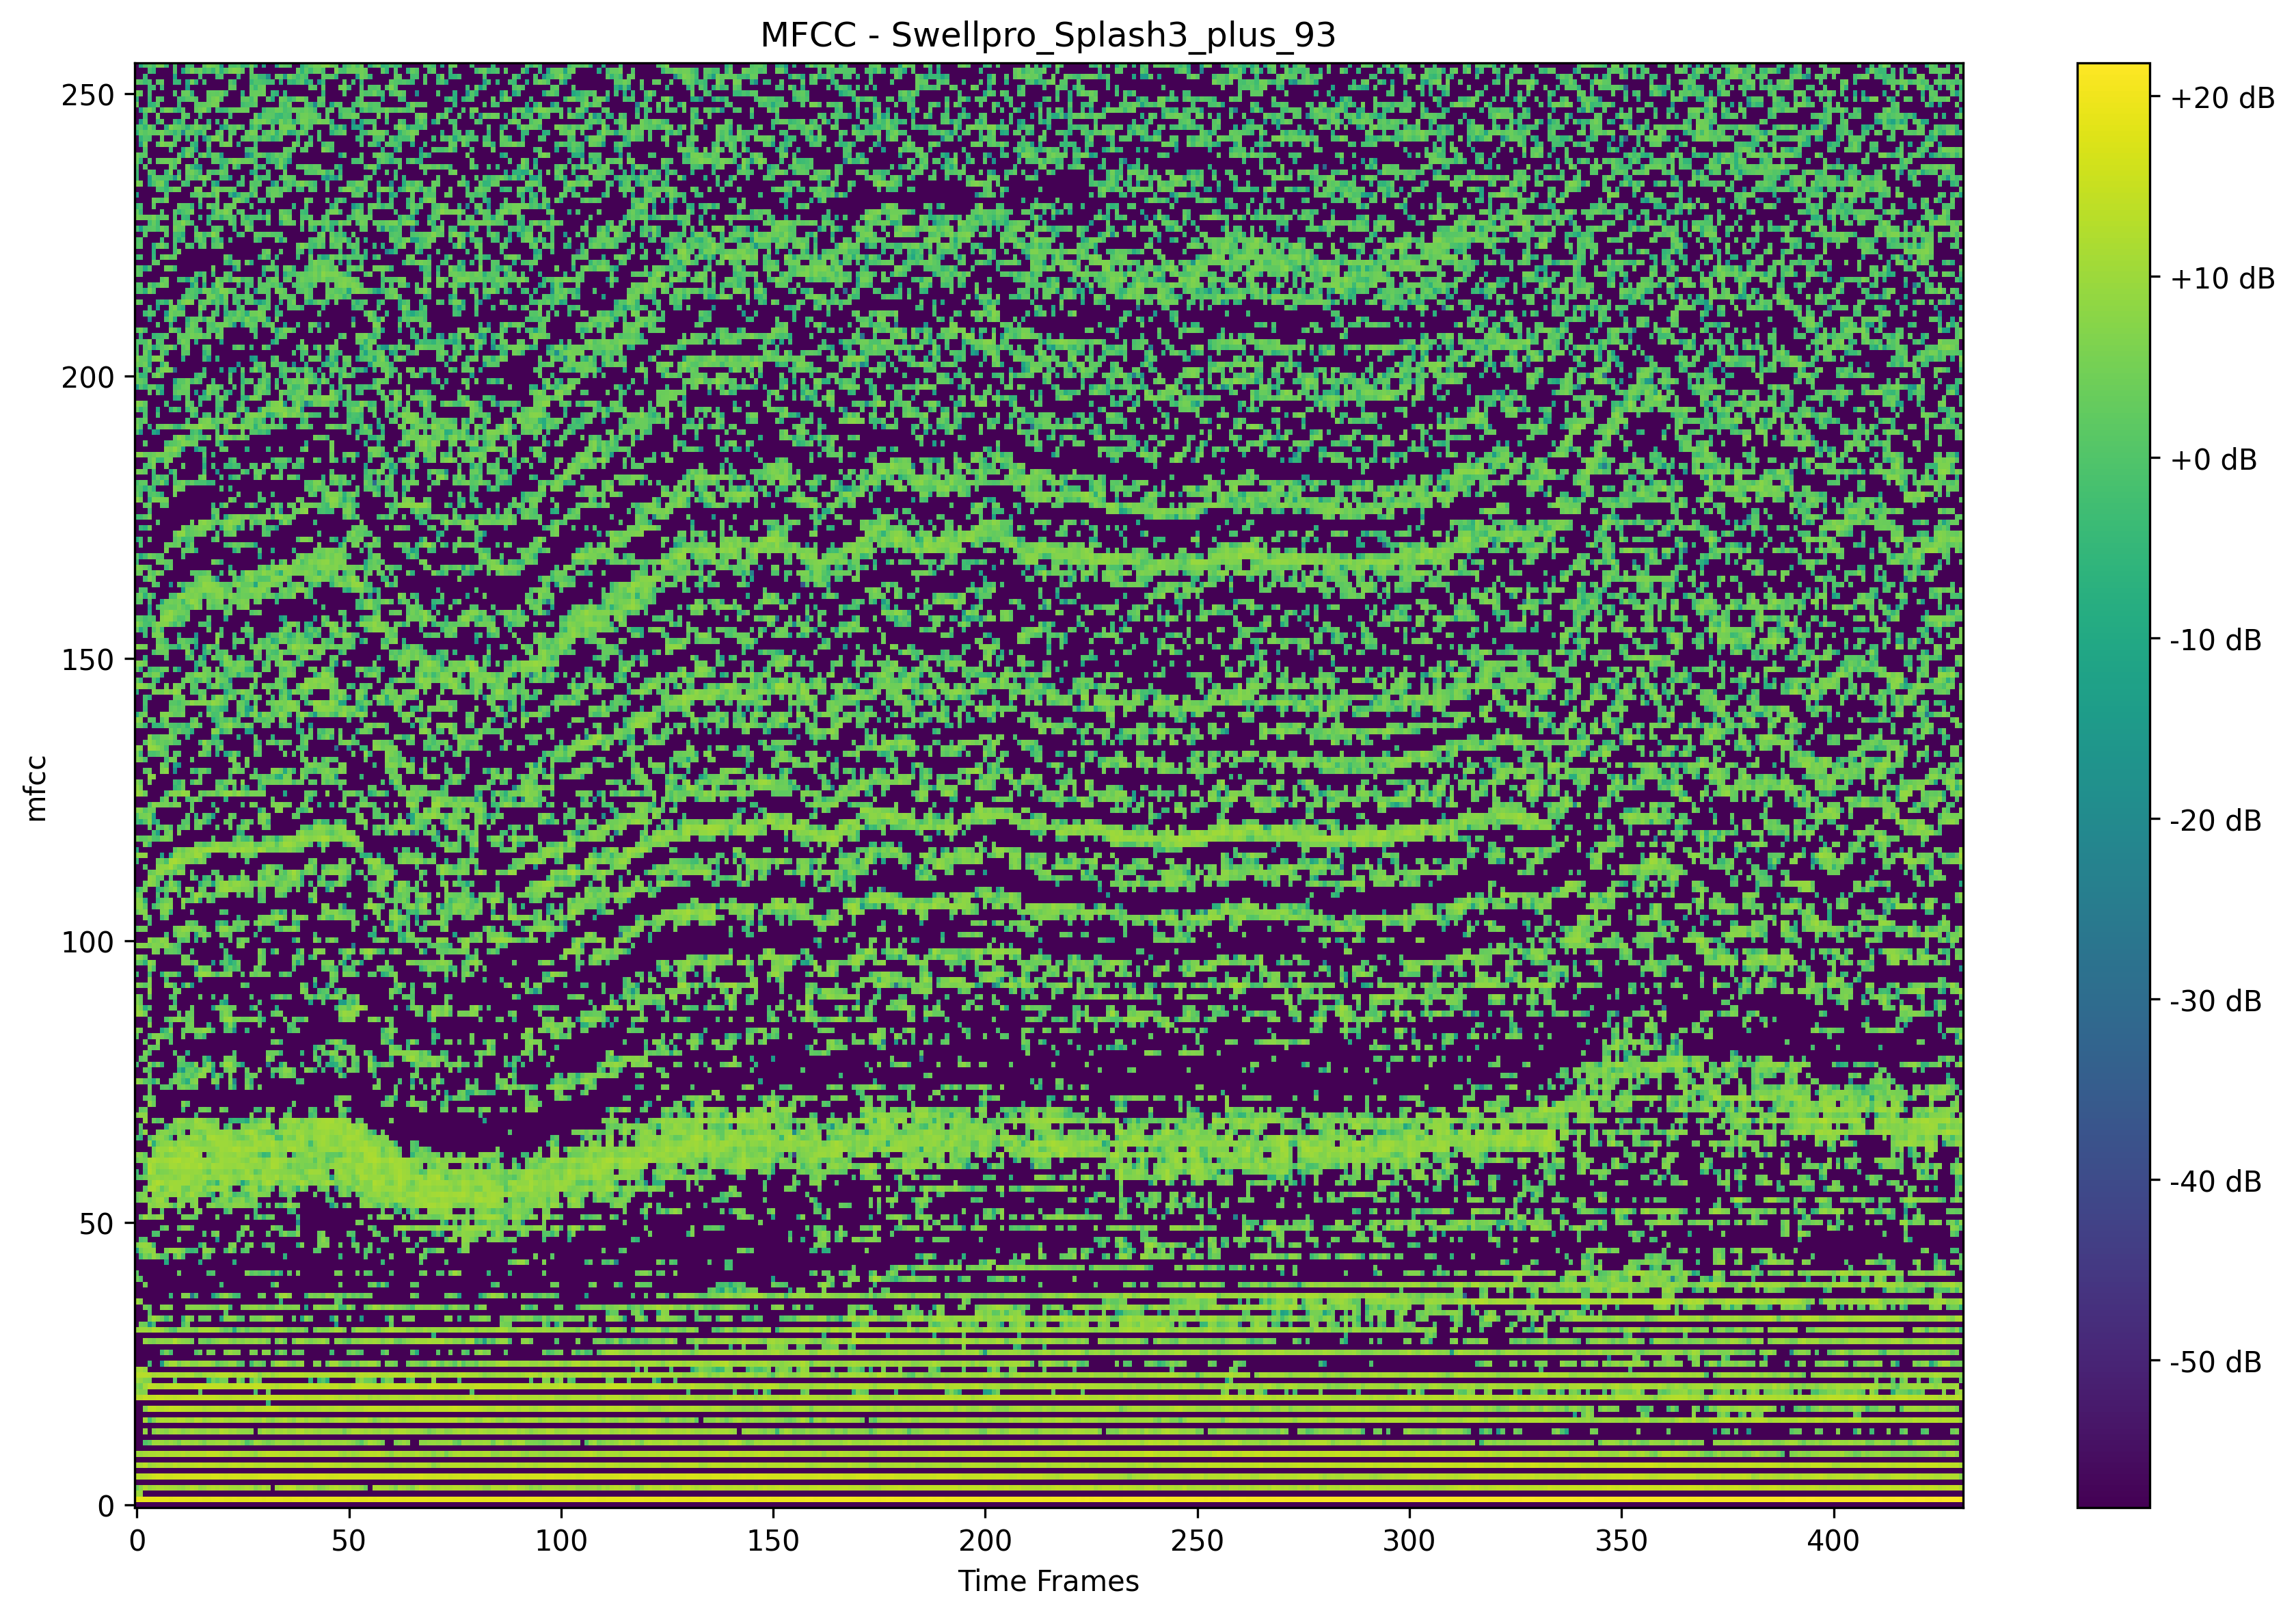 MFCC - Swellpro_Splash3_plus_93
250
200
150
100
50
0
mfcc
0 50 100 150 200 250 300 350 400
Time Frames
+20 dB
+10 dB
+0 dB
-10 dB
-20 dB
-30 dB
-40 dB
-50 dB